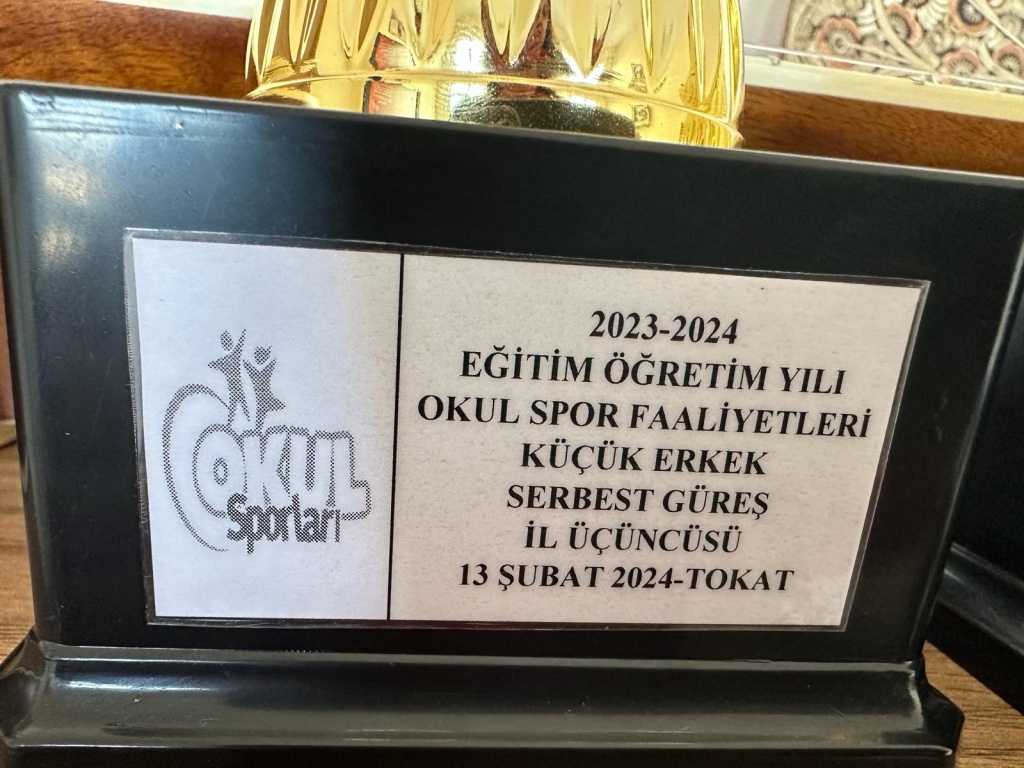 OKUL
Sporları
2023-2024
EĞİTİM ÖĞRETİM YILI
OKUL SPOR FAALİYETLERİ
KÜÇÜK ERKEK
SERBEST GÜREŞ
İL ÜÇÜNCÜSÜ
13 ŞUBAT 2024-TOKAT